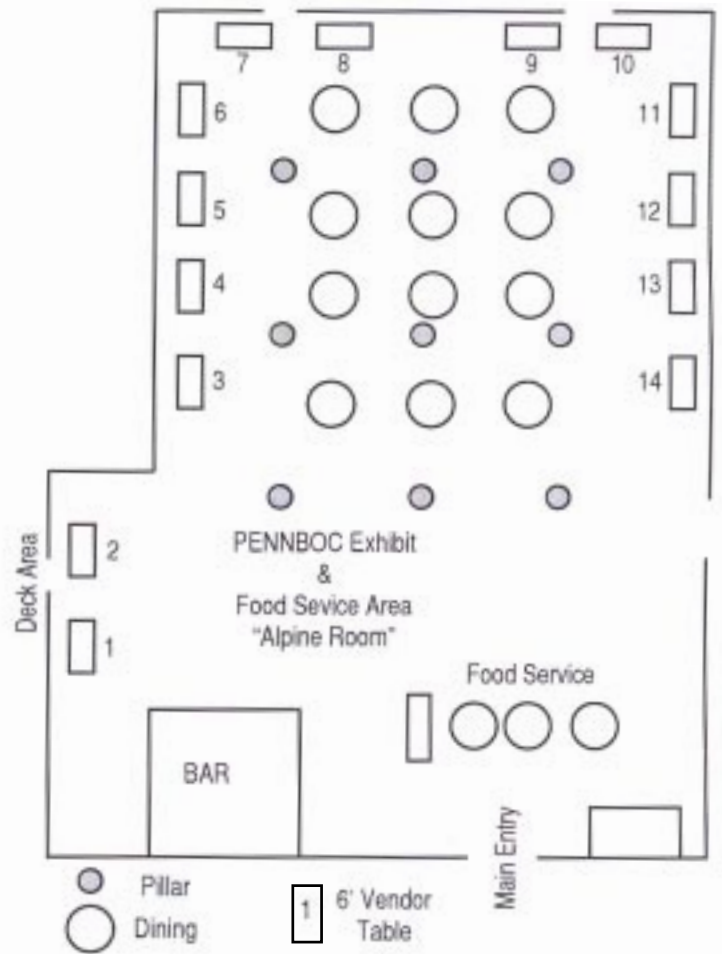 7
8
9
10
6
11
5
12
4
13
3
14
Deck Area
2
1
PENNBOC Exhibit
&
Food Sevice Area
"Alpine Room"
Food Service
BAR
Main Entry
Pillar
Dining
1
6' Vendor
Table